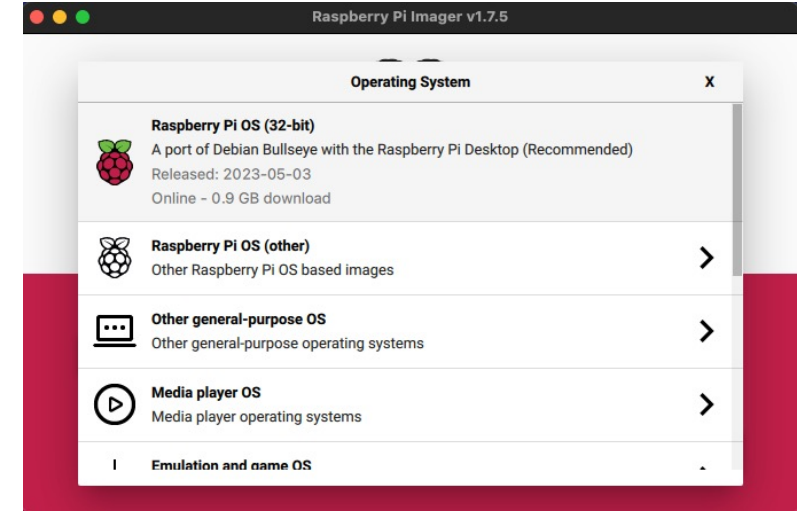 Raspberry Pi Imager v1.7.5
Operating System X
Raspberry Pi OS (32-bit)
A port of Debian Bullseye with the Raspberry Pi Desktop (Recommended)
Released: 2023-05-03
Online - 0.9 GB download
Raspberry Pi OS (other)
Other Raspberry Pi OS based images
Other general-purpose OS
Other general-purpose operating systems
Media player OS
Media player operating systems
Emulation and game OS